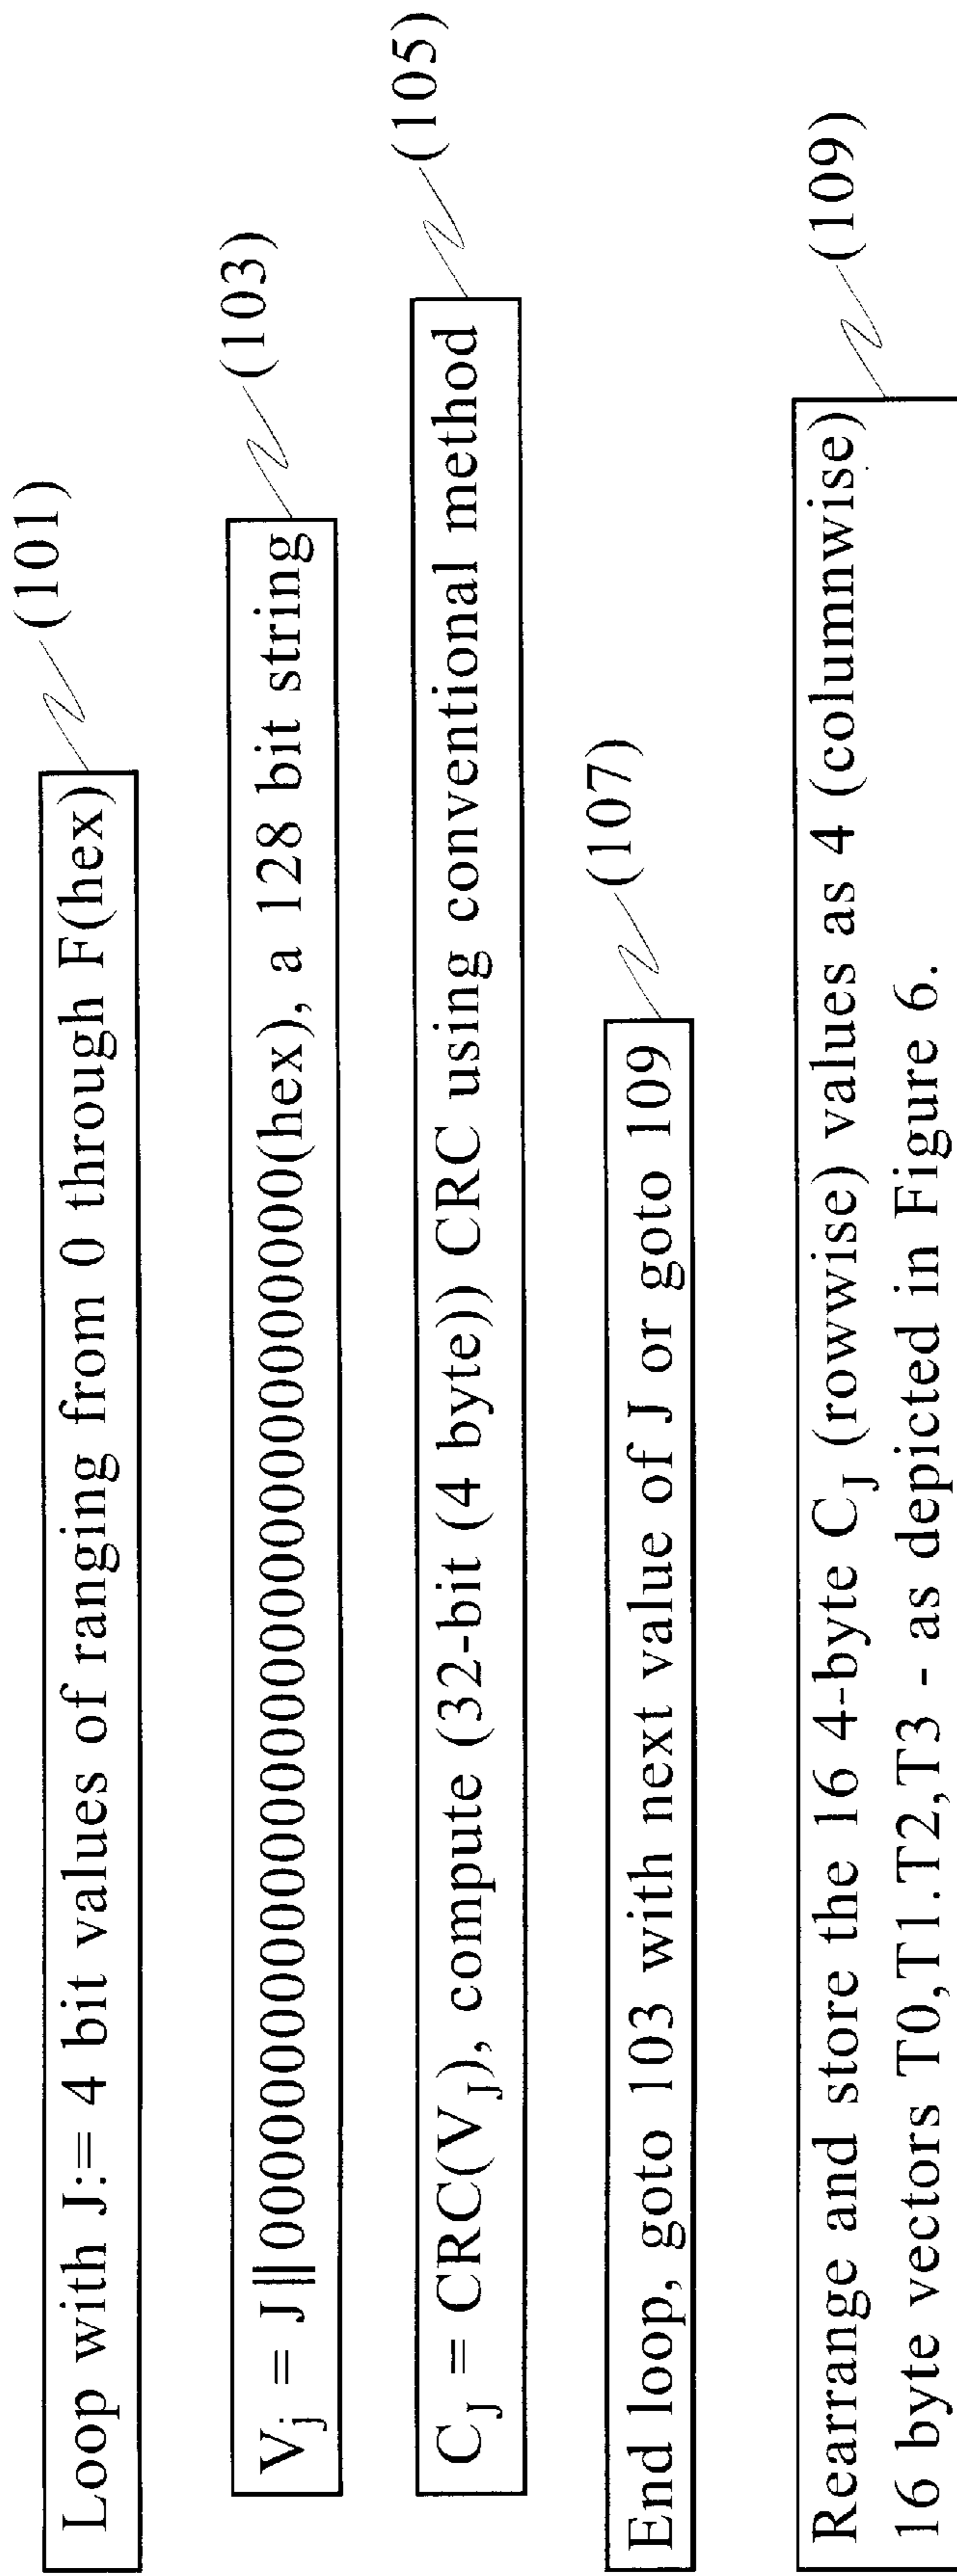 Loop with J:= 4 bit values of ranging from 0 through F(hex) (101)
Vj = J||0000000000000000000000000000000(hex), a 128 bit string (103)
CJ = CRC(VJ), compute (32-bit (4 byte)) CRC using conventional method (105)
End loop, goto 103 with next value of J or goto 109 (107)
Rearrange and store the 16 4-byte CJ (rowwise) values as 4 (columnwise) (109)
16 byte vectors T0,T1.T2,T3 - as depicted in Figure 6.